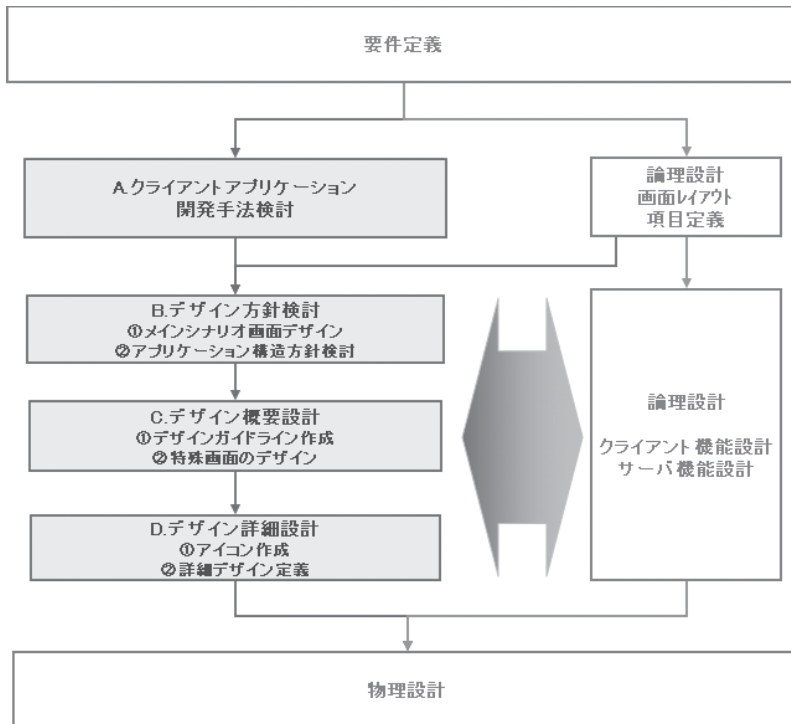 要件定義
A.クライアントアプリケーション
開発手法検討
論理設計
画面レイアウト
項目定義
B.デザイン方針検討
①メインシナリオ画面デザイン
②アプリケーション構造方針検討
C.デザイン概要設計
①デザインガイドライン作成
②特殊画面のデザイン
D.デザイン詳細設計
①アイコン作成
②詳細デザイン定義
論理設計
クライアント機能設計
サーバ機能設計
物理設計